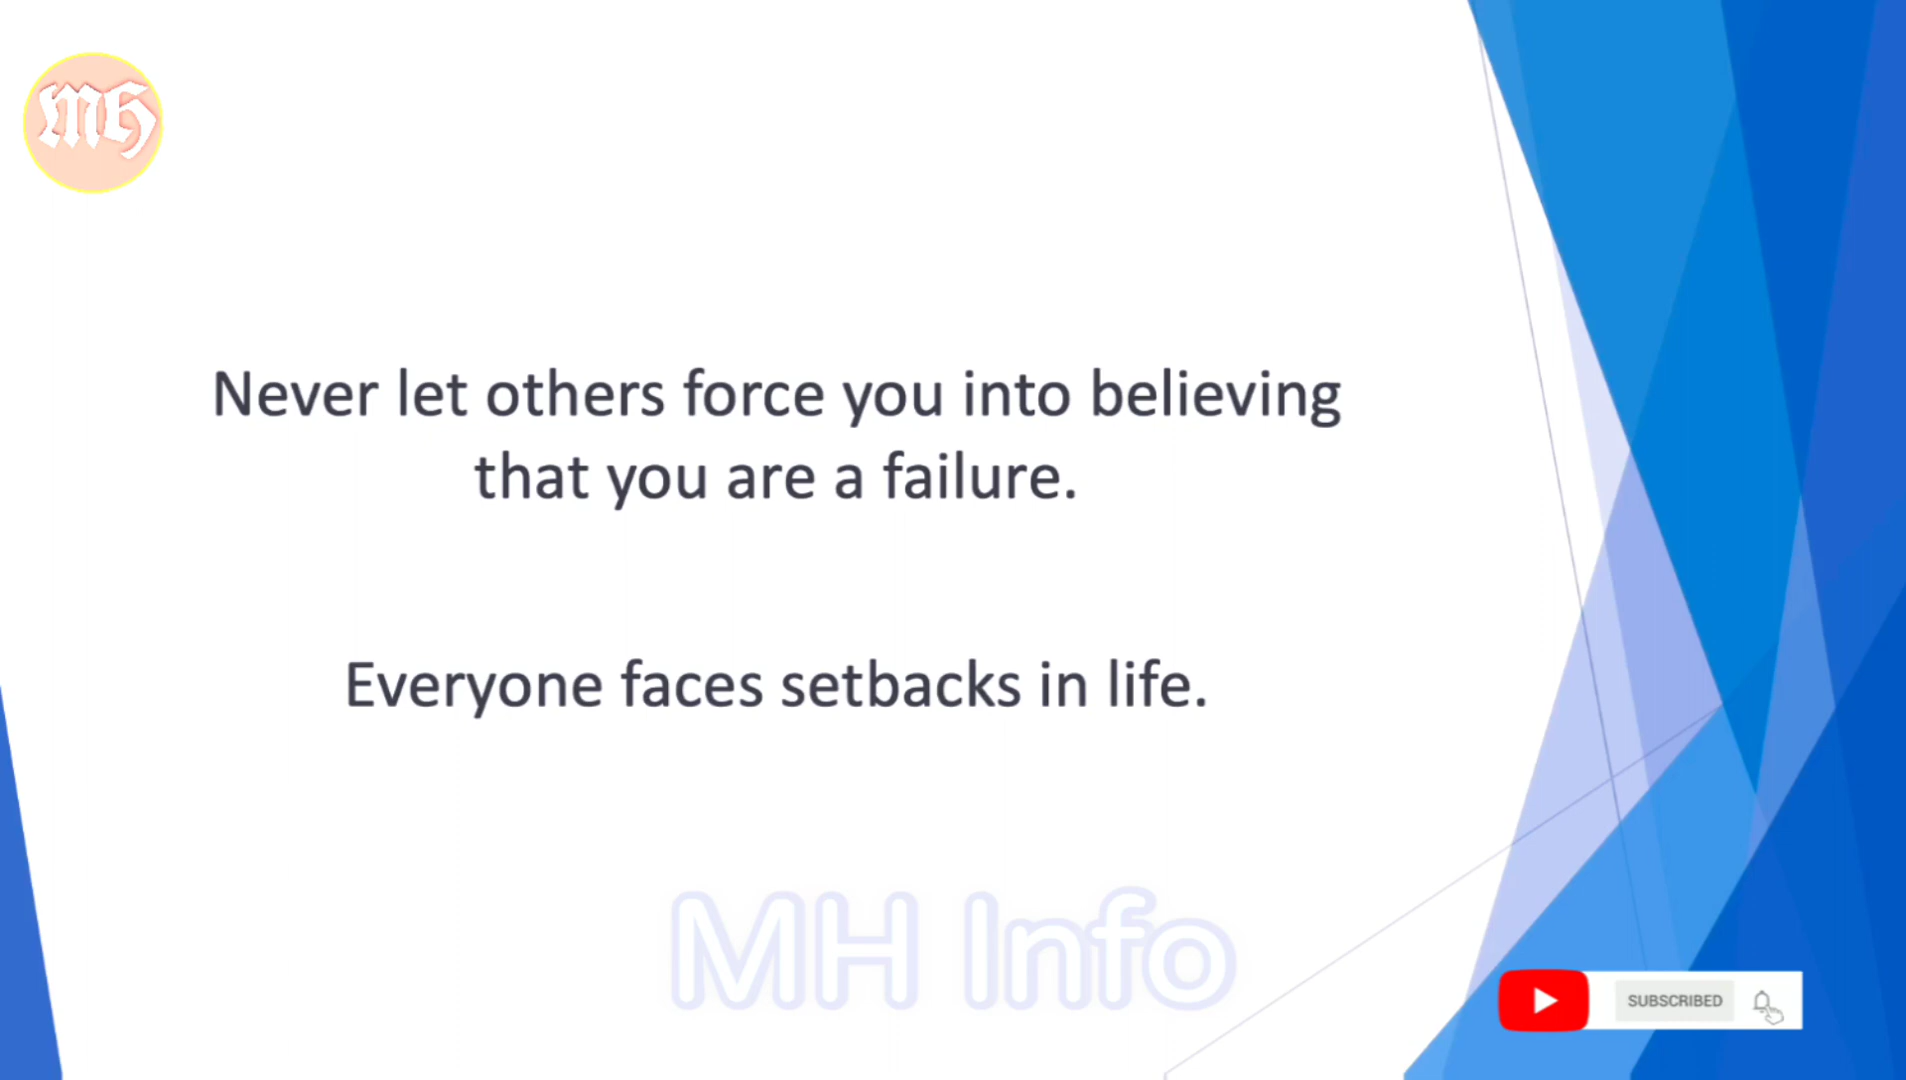 MH
Never let others force you into believing
that you are a failure.
Everyone faces setbacks in life.
MH Info
SUBSCRIBED